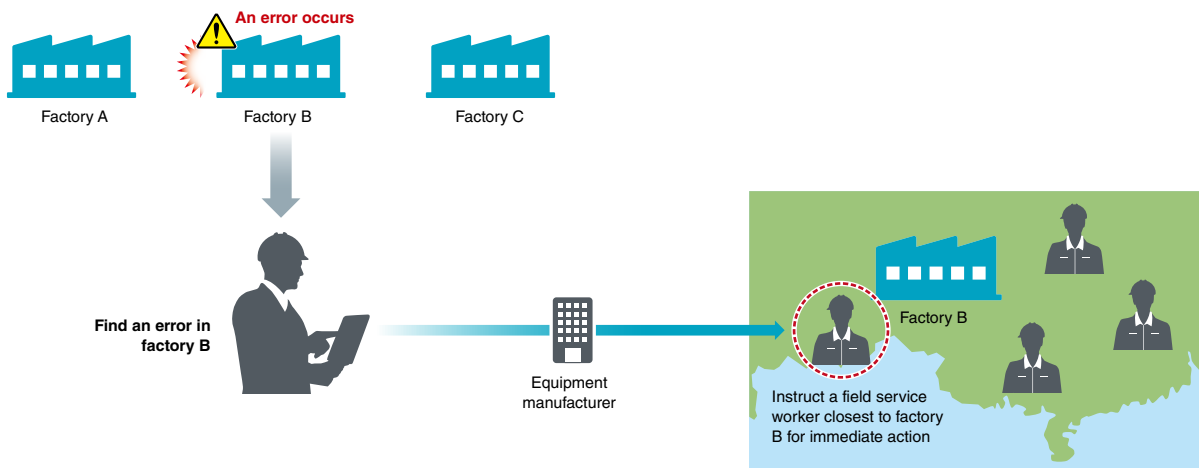 An error occurs
Factory A
Factory B
Factory C
Find an error in
factory B
Equipment
manufacturer
Factory B
Instruct a field service
worker closest to factory
B for immediate action